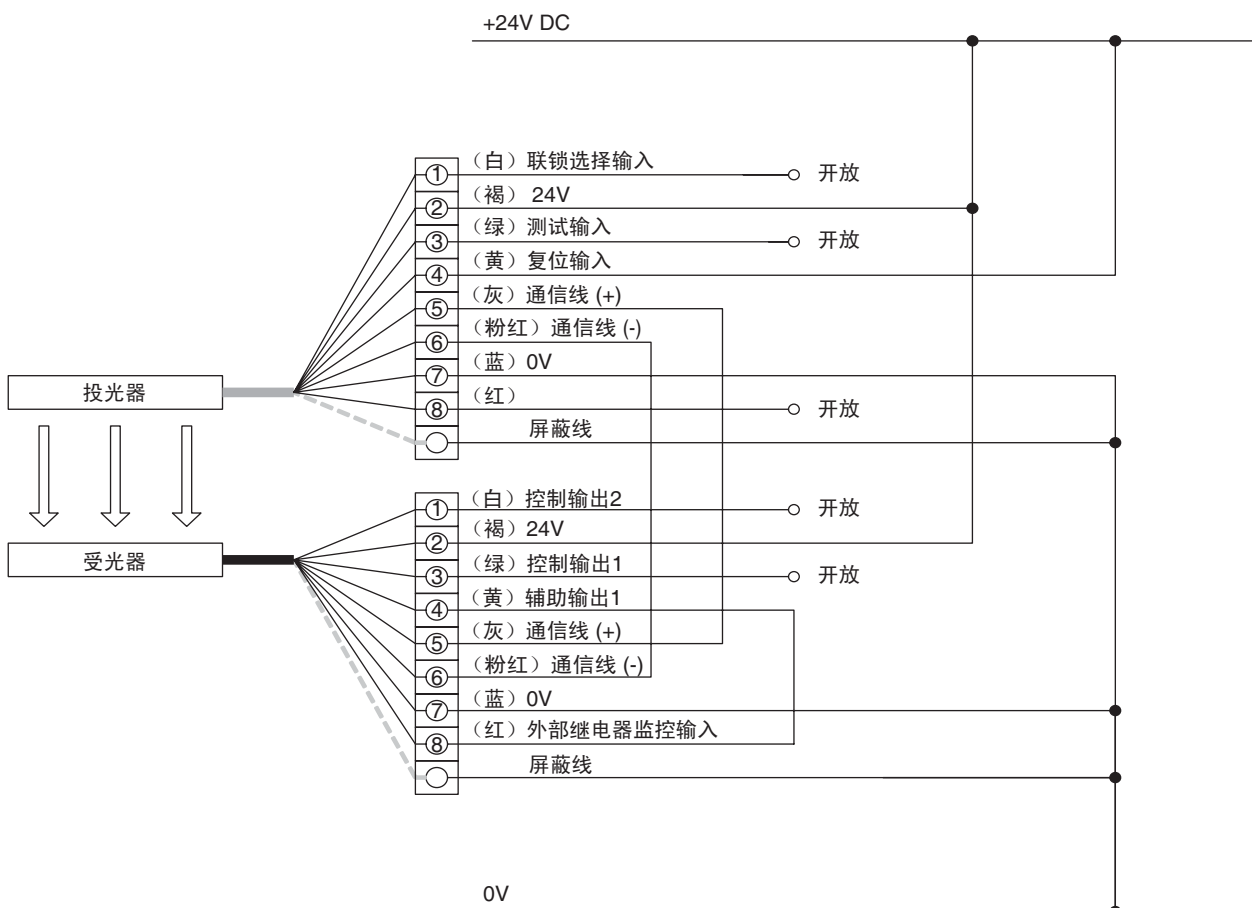 +24V DC
① （白）联锁选择输入 开放
② （褐） 24V
③ （绿）测试输入 开放
④ （黄）复位输入
⑤ （灰）通信线 (+)
⑥ （粉红）通信线 (-)
⑦ （蓝）0V
投光器
⑧ （红） 开放
屏蔽线
① （白）控制输出2 开放
② （褐）24V
受光器
③ （绿）控制输出1 开放
④ （黄）辅助输出1
⑤ （灰）通信线 (+)
⑥ （粉红）通信线 (-)
⑦ （蓝）0V
⑧ （红）外部继电器监控输入
屏蔽线
0V